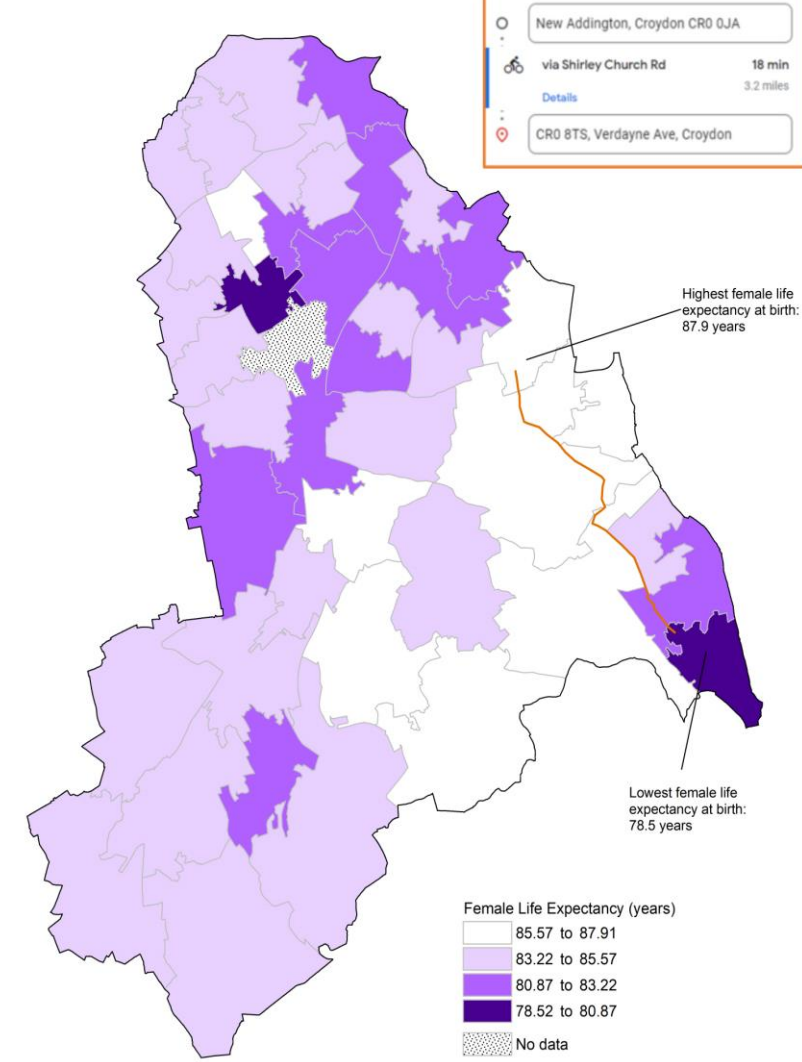 New Addington, Croydon CR0 0JA
via Shirley Church Rd 18 min
3.2 miles
Details
CR0 8TS, Verdayne Ave, Croydon
Highest female life
expectancy at birth:
87.9 years
Lowest female life
expectancy at birth:
78.5 years
Female Life Expectancy (years)
85.57 to 87.91
83.22 to 85.57
80.87 to 83.22
78.52 to 80.87
No data